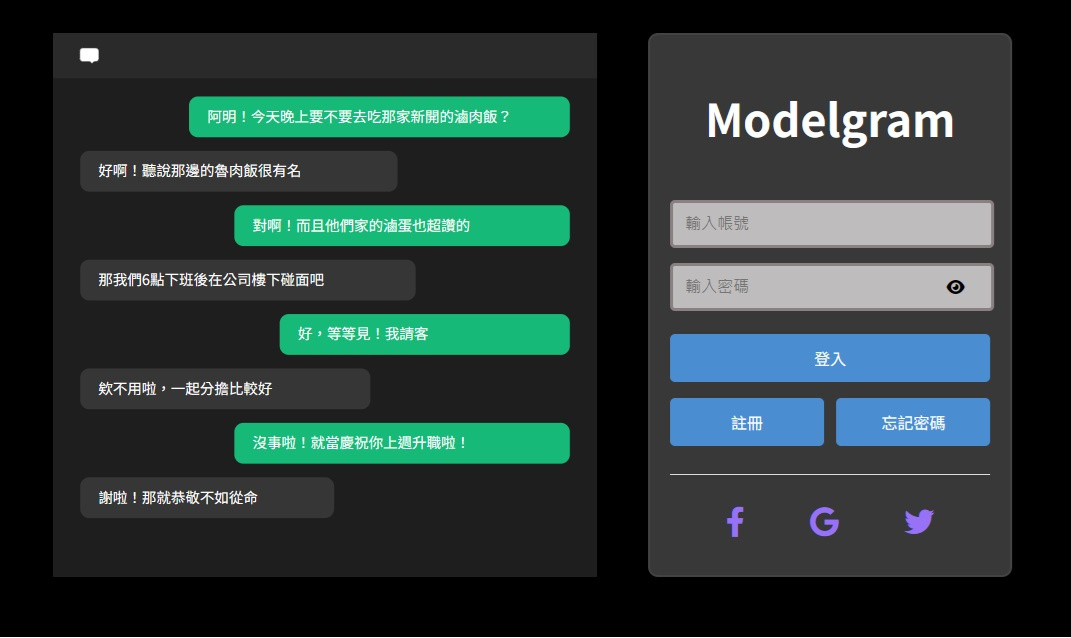 阿明！今天晚上要不要去吃那家新開的滷肉飯？
好啊！聽說那邊的魯肉飯很有名
對啊！而且他們家的滷蛋也超讚的
那我們6點下班後在公司樓下碰面吧
好，等等見！我請客
欸不用啦，一起分擔比較好
沒事啦！就當慶祝你上週升職啦！
謝啦！那就恭敬不如從命
Modelgram
輸入帳號
輸入密碼
登入
註冊
忘記密碼